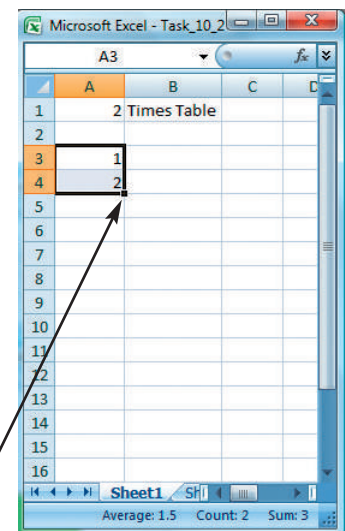 Microsoft Excel - Task_10_2
A3 fx
A B C D
1 2 Times Table
2
3 1
4 2
5
6
7
8
9
10
11
12
13
14
15
16
Sheet1 Sh
Average: 1.5 Count: 2 Sum: 3